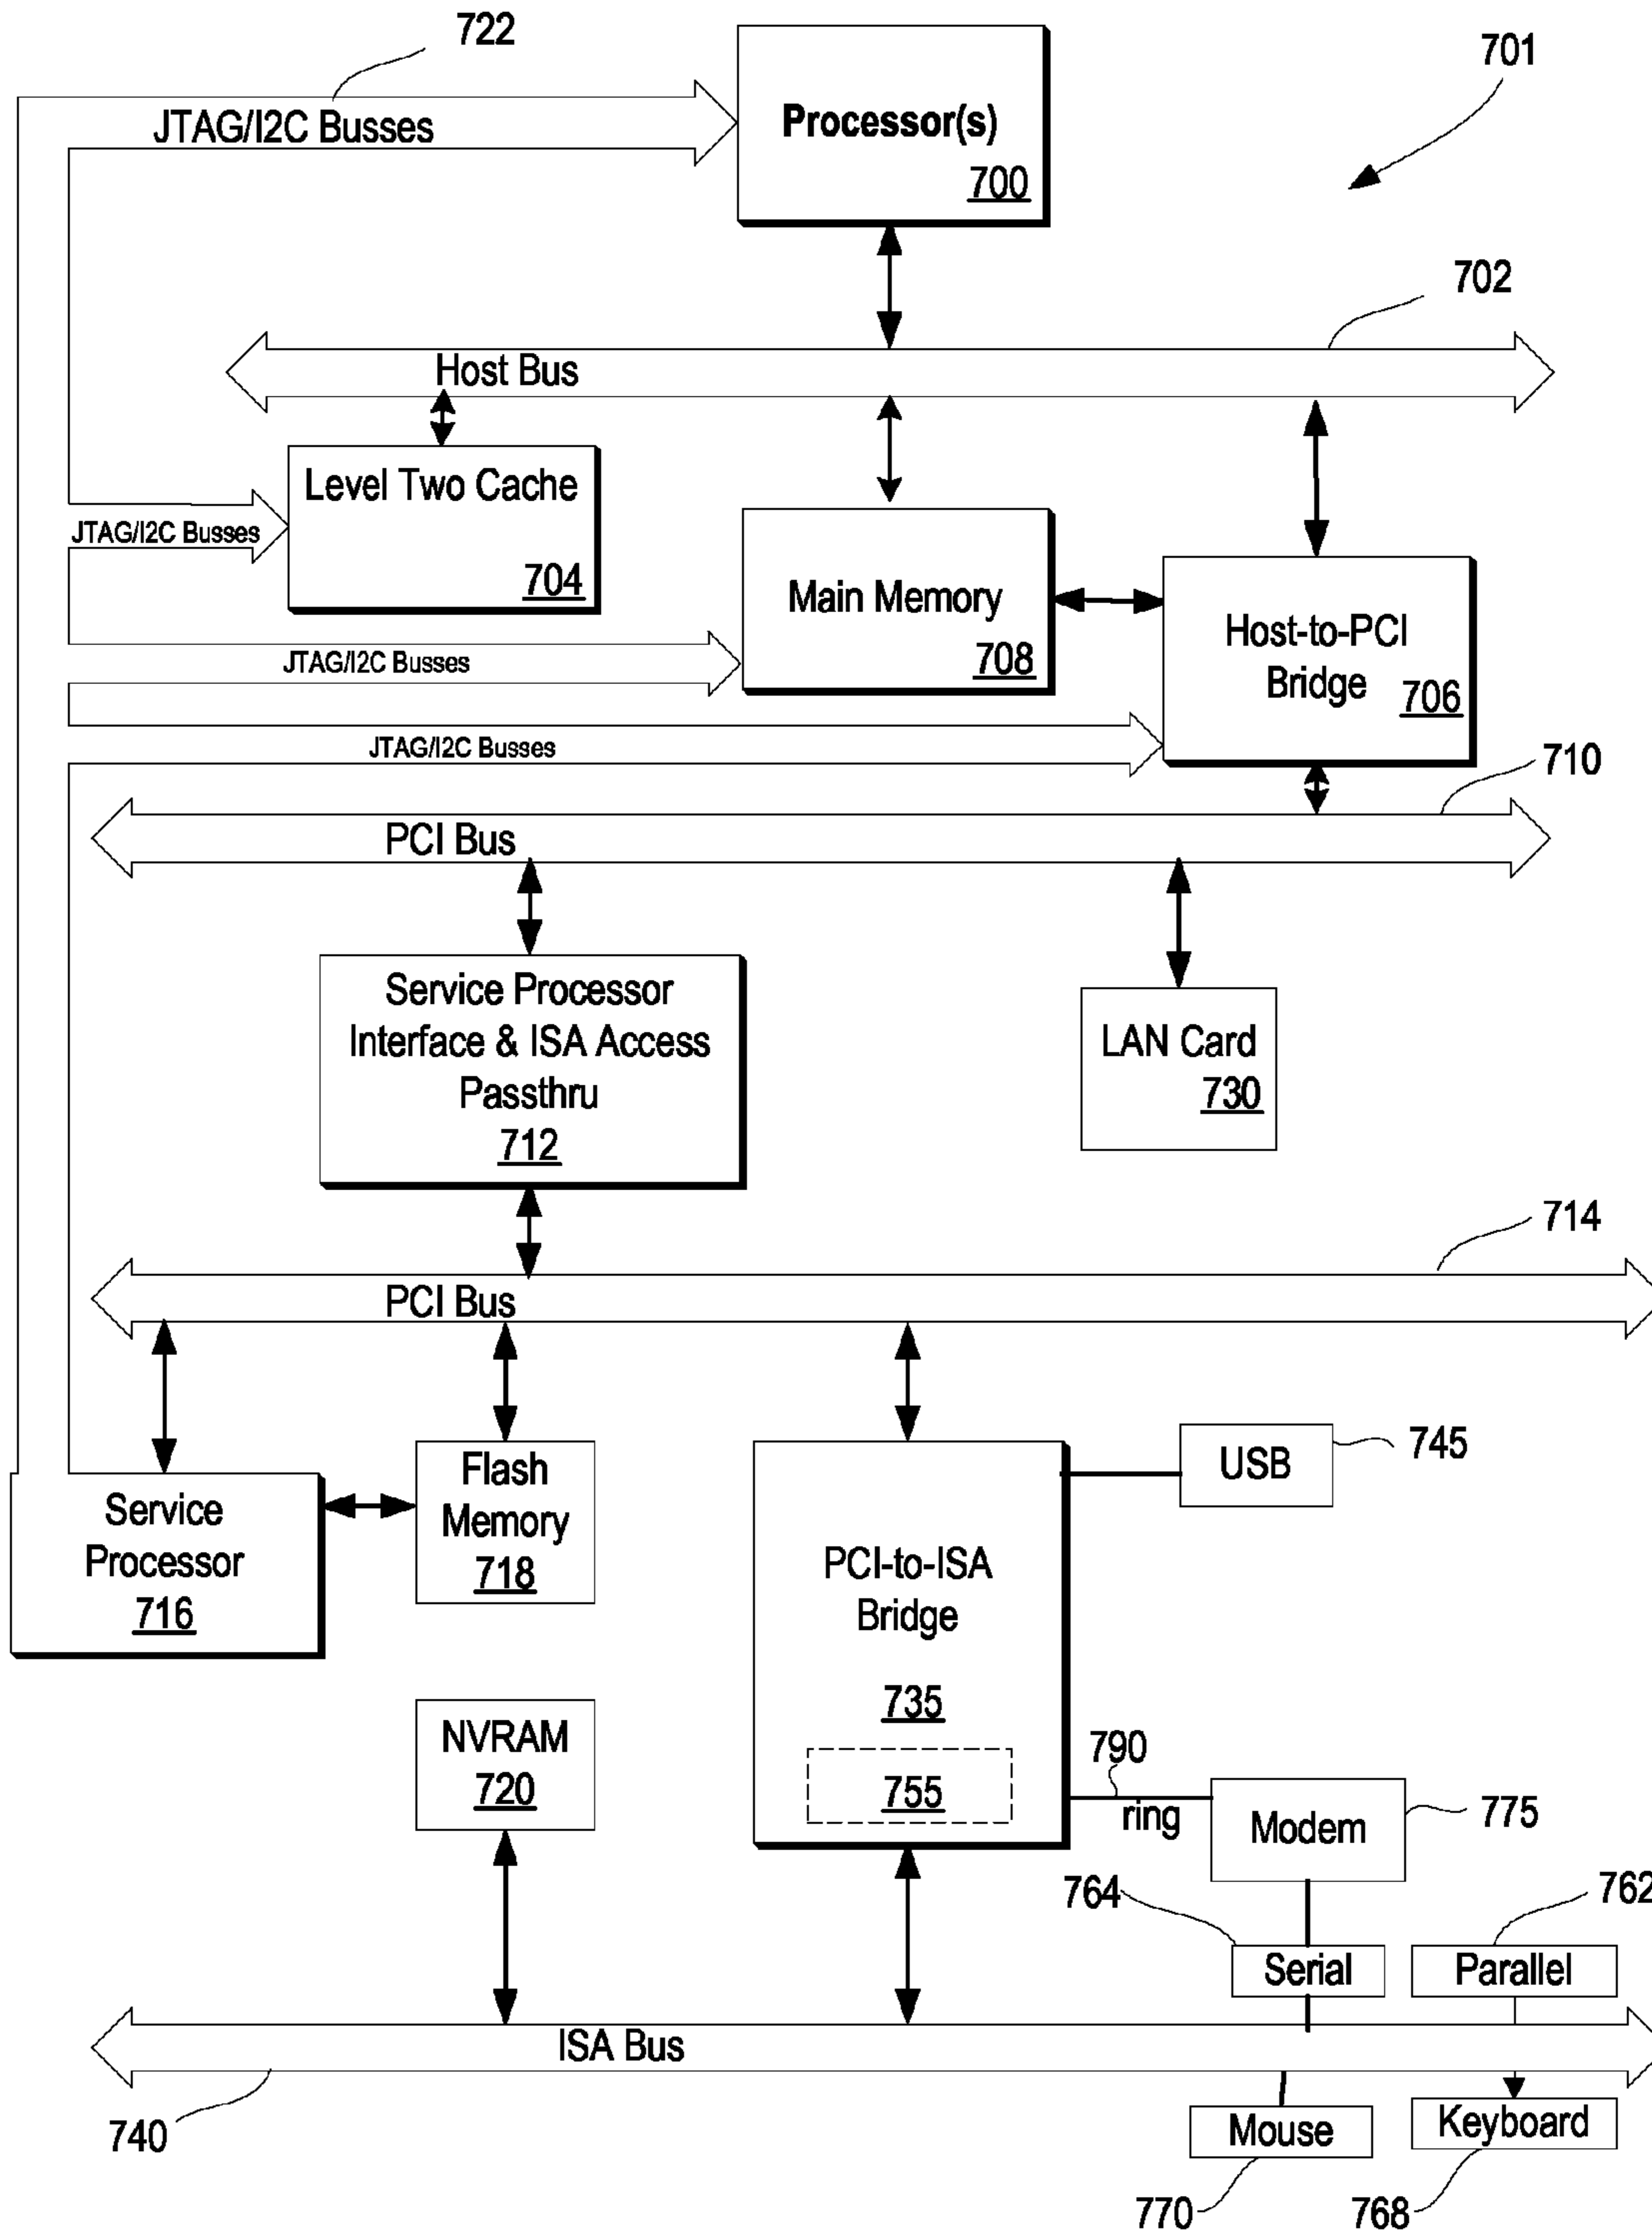 722
701
JTAG/I2C Busses
Processor(s)
700
702
Host Bus
Level Two Cache
704
JTAG/I2C Busses
Main Memory
708
Host-to-PCI
Bridge
706
JTAG/I2C Busses
JTAG/I2C Busses
710
PCI Bus
Service Processor
Interface & ISA Access
Passthru
712
LAN Card
730
714
PCI Bus
Service
Processor
716
Flash
Memory
718
PCI-to-ISA
Bridge
735
755
USB
745
NVRAM
720
790
ring
Modem
775
764
762
Serial
Parallel
ISA Bus
740
Mouse
Keyboard
770
768